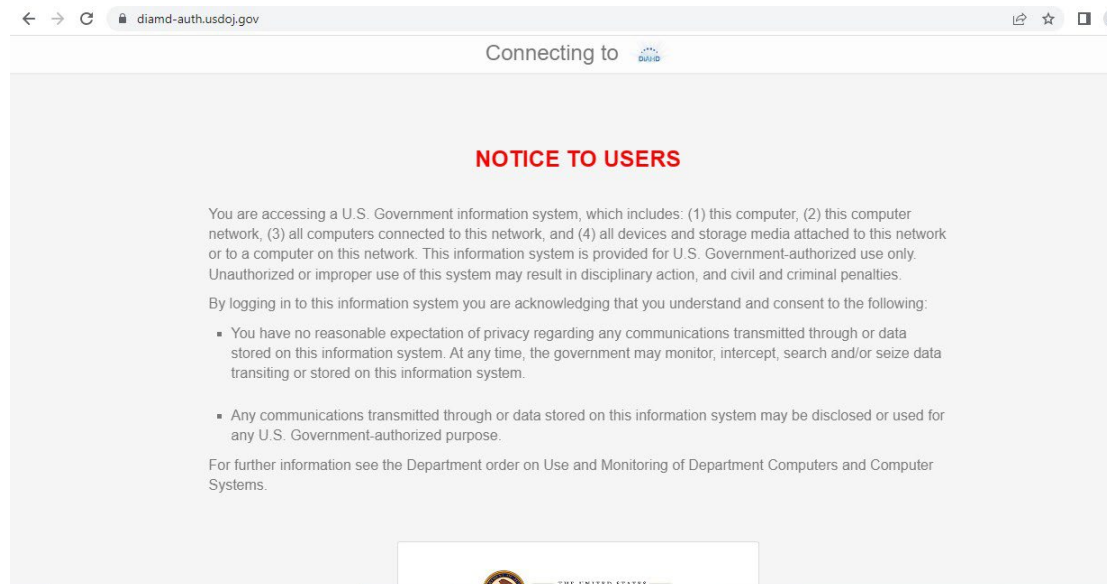 diamd-auth.usdoj.gov
Connecting to DIAMD
NOTICE TO USERS
You are accessing a U.S. Government information system, which includes: (1) this computer, (2) this computer
network, (3) all computers connected to this network, and (4) all devices and storage media attached to this network
or to a computer on this network. This information system is provided for U.S. Government-authorized use only.
Unauthorized or improper use of this system may result in disciplinary action, and civil and criminal penalties.
By logging in to this information system you are acknowledging that you understand and consent to the following:
▪ You have no reasonable expectation of privacy regarding any communications transmitted through or data
stored on this information system. At any time, the government may monitor, intercept, search and/or seize data
transiting or stored on this information system.
▪ Any communications transmitted through or data stored on this information system may be disclosed or used for
any U.S. Government-authorized purpose.
For further information see the Department order on Use and Monitoring of Department Computers and Computer
Systems.
THE UNITED STATES